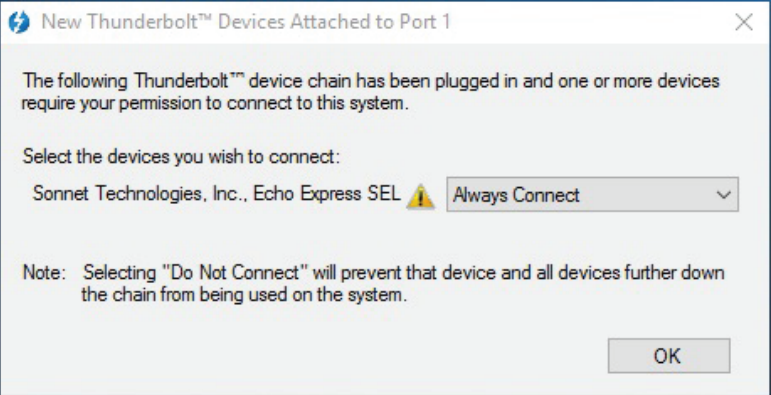 New Thunderbolt™ Devices Attached to Port 1
The following Thunderbolt™ device chain has been plugged in and one or more devices
require your permission to connect to this system.
Select the devices you wish to connect:
Sonnet Technologies, Inc., Echo Express SEL Always Connect
Note: Selecting "Do Not Connect" will prevent that device and all devices further down
the chain from being used on the system.
OK